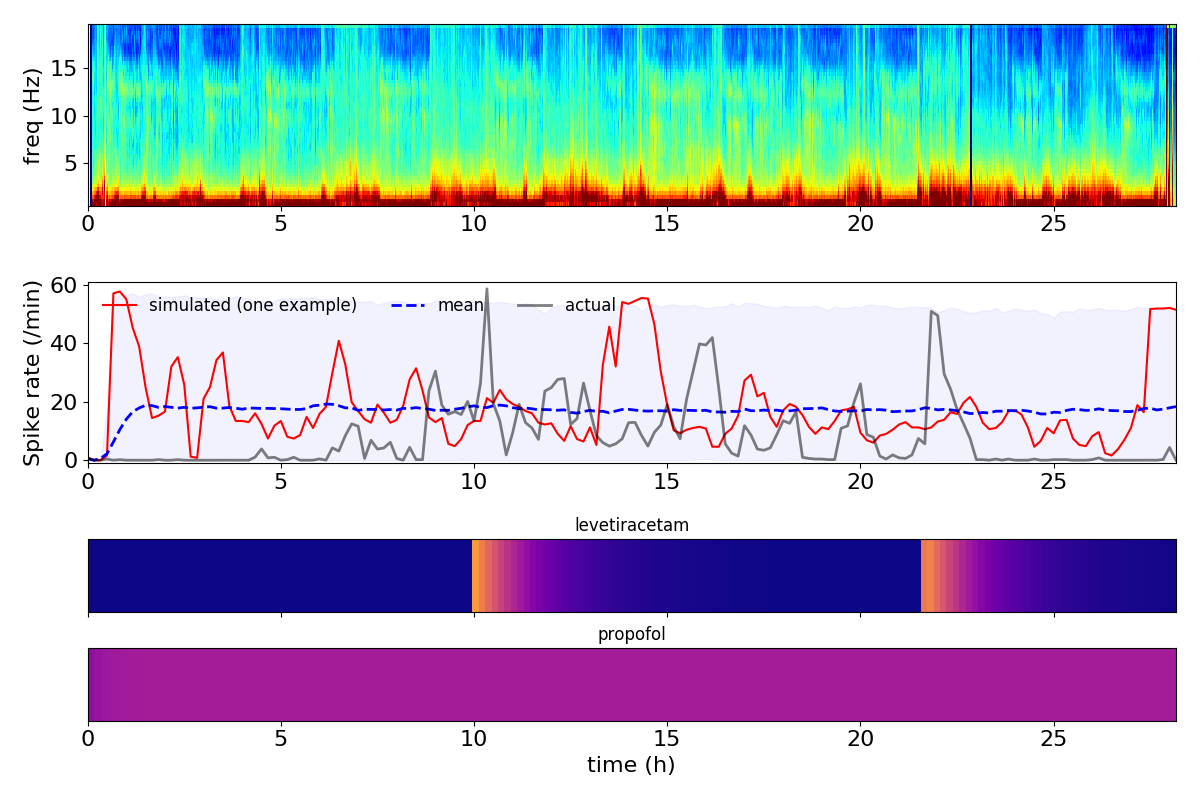 freq (Hz)
15
10
5
0 5 10 15 20 25
Spike rate (/min)
60
40
20
0
simulated (one example) mean actual
0 5 10 15 20 25
levetiracetam
propofol
0 5 10 15 20 25
time (h)